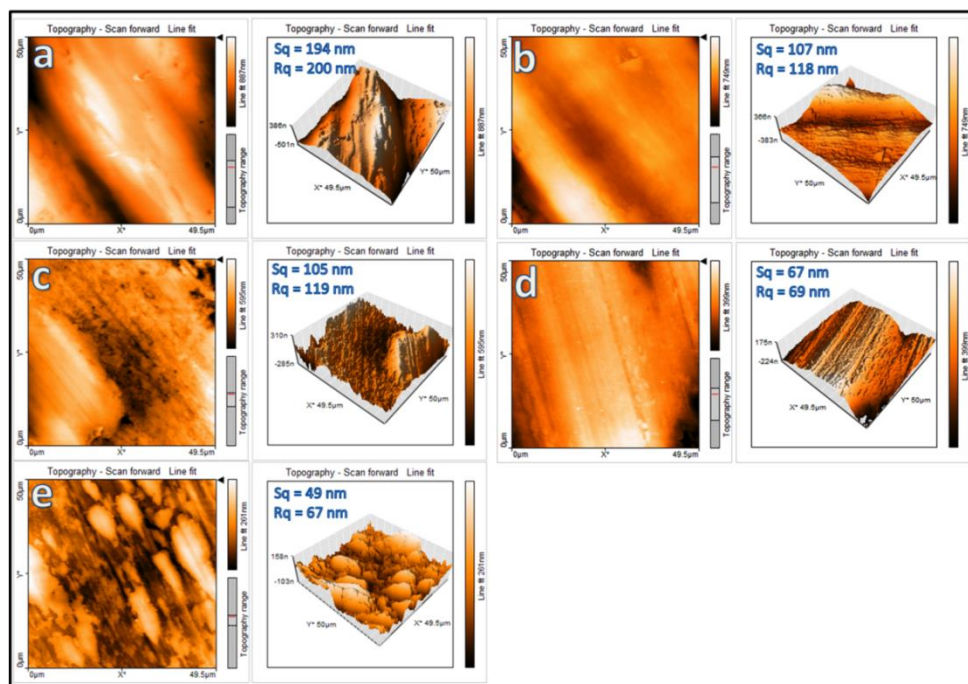 Topography - Scan forward Line fit
a
50µm
Y*
0µm
0µm X* 49.5µm
Line fit 887nm
Topography range
Topography - Scan forward Line fit
Sq = 194 nm
Rq = 200 nm
386n
-501n
X* 49.5µm
Y* 50µm
Line fit 887nm
Topography - Scan forward Line fit
b
50µm
Y*
0µm
0µm X* 49.5µm
Line fit 749nm
Topography range
Topography - Scan forward Line fit
Sq = 107 nm
Rq = 118 nm
366n
-383n
Y* 50µm
X* 49.5µm
Line fit 749nm
Topography - Scan forward Line fit
c
50µm
Y*
0µm
0µm X* 49.5µm
Line fit 595nm
Topography range
Topography - Scan forward Line fit
Sq = 105 nm
Rq = 119 nm
310n
-285n
X* 49.5µm
Y* 50µm
Line fit 595nm
Topography - Scan forward Line fit
d
50µm
Y*
0µm
0µm X* 49.5µm
Line fit 399nm
Topography range
Topography - Scan forward Line fit
Sq = 67 nm
Rq = 69 nm
175n
-224n
X* 49.5µm
Y* 50µm
Line fit 399nm
Topography - Scan forward Line fit
e
50µm
Y*
0µm
0µm X* 49.5µm
Line fit 261nm
Topography range
Topography - Scan forward Line fit
Sq = 49 nm
Rq = 67 nm
158n
-103n
Y* 50µm
X* 49.5µm
Line fit 261nm